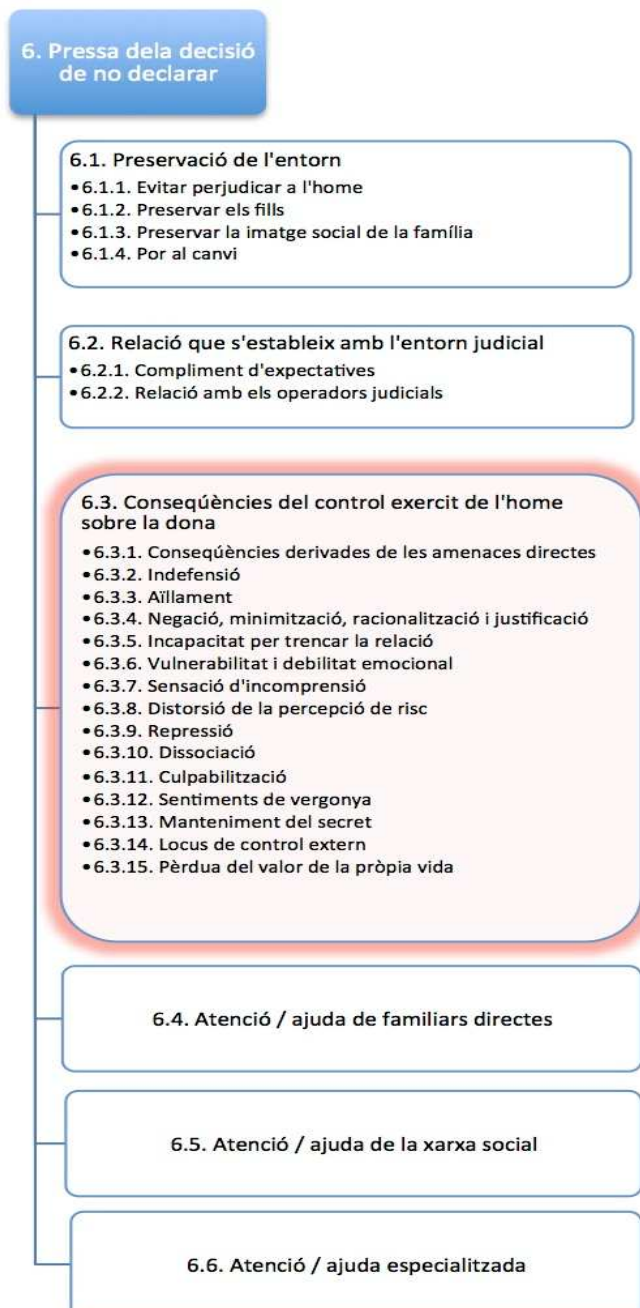 6. Pressa dela decisió
de no declarar
6.1. Preservació de l'entorn
•6.1.1. Evitar perjudicar a l'home
•6.1.2. Preservar els fills
•6.1.3. Preservar la imatge social de la família
•6.1.4. Por al canvi
6.2. Relació que s'estableix amb l'entorn judicial
•6.2.1. Compliment d'expectatives
•6.2.2. Relació amb els operadors judicials
6.3. Conseqúències del control exercit de l'home
sobre la dona
•6.3.1. Conseqúències derivades de les amenaces directes
•6.3.2. Indefensió
•6.3.3. Aïllament
•6.3.4. Negació, minimització, racionalització i justificació
•6.3.5. Incapacitat per trencar la relació
•6.3.6. Vulnerabilitat i debilitat emocional
•6.3.7. Sensació d'incomprensió
•6.3.8. Distorsió de la percepció de risc
•6.3.9. Repressió
•6.3.10. Dissociació
•6.3.11. Culpabilització
•6.3.12. Sentiments de vergonya
•6.3.13. Manteniment del secret
•6.3.14. Locus de control extern
•6.3.15. Pèrdua del valor de la pròpia vida
6.4. Atenció / ajuda de familiars directes
6.5. Atenció / ajuda de la xarxa social
6.6. Atenció / ajuda especialitzada